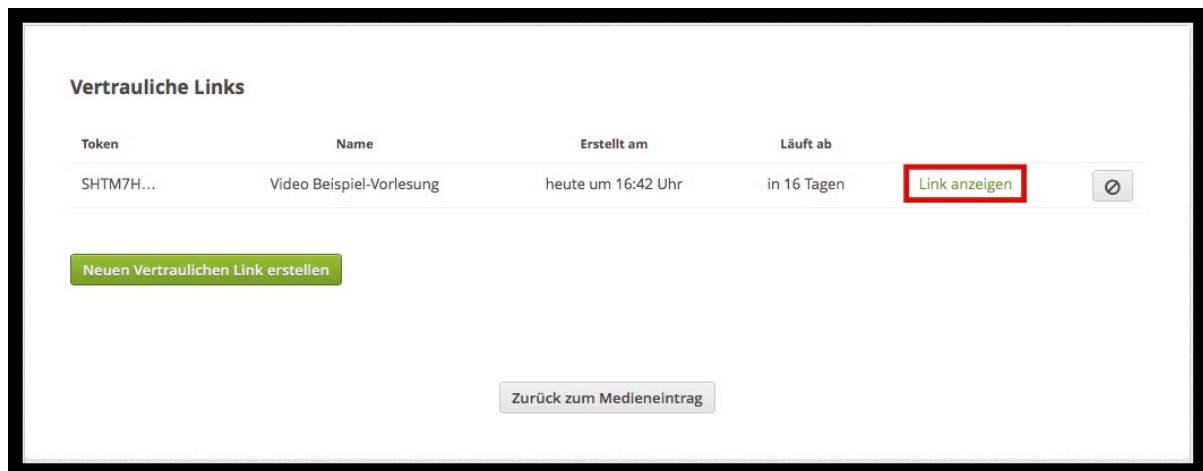 Vertrauliche Links
Token Name Erstellt am Läuft ab
SHTM7H... Video Beispiel-Vorlesung heute um 16:42 Uhr in 16 Tagen Link anzeigen
Neuen Vertraulichen Link erstellen
Zurück zum Medieneintrag